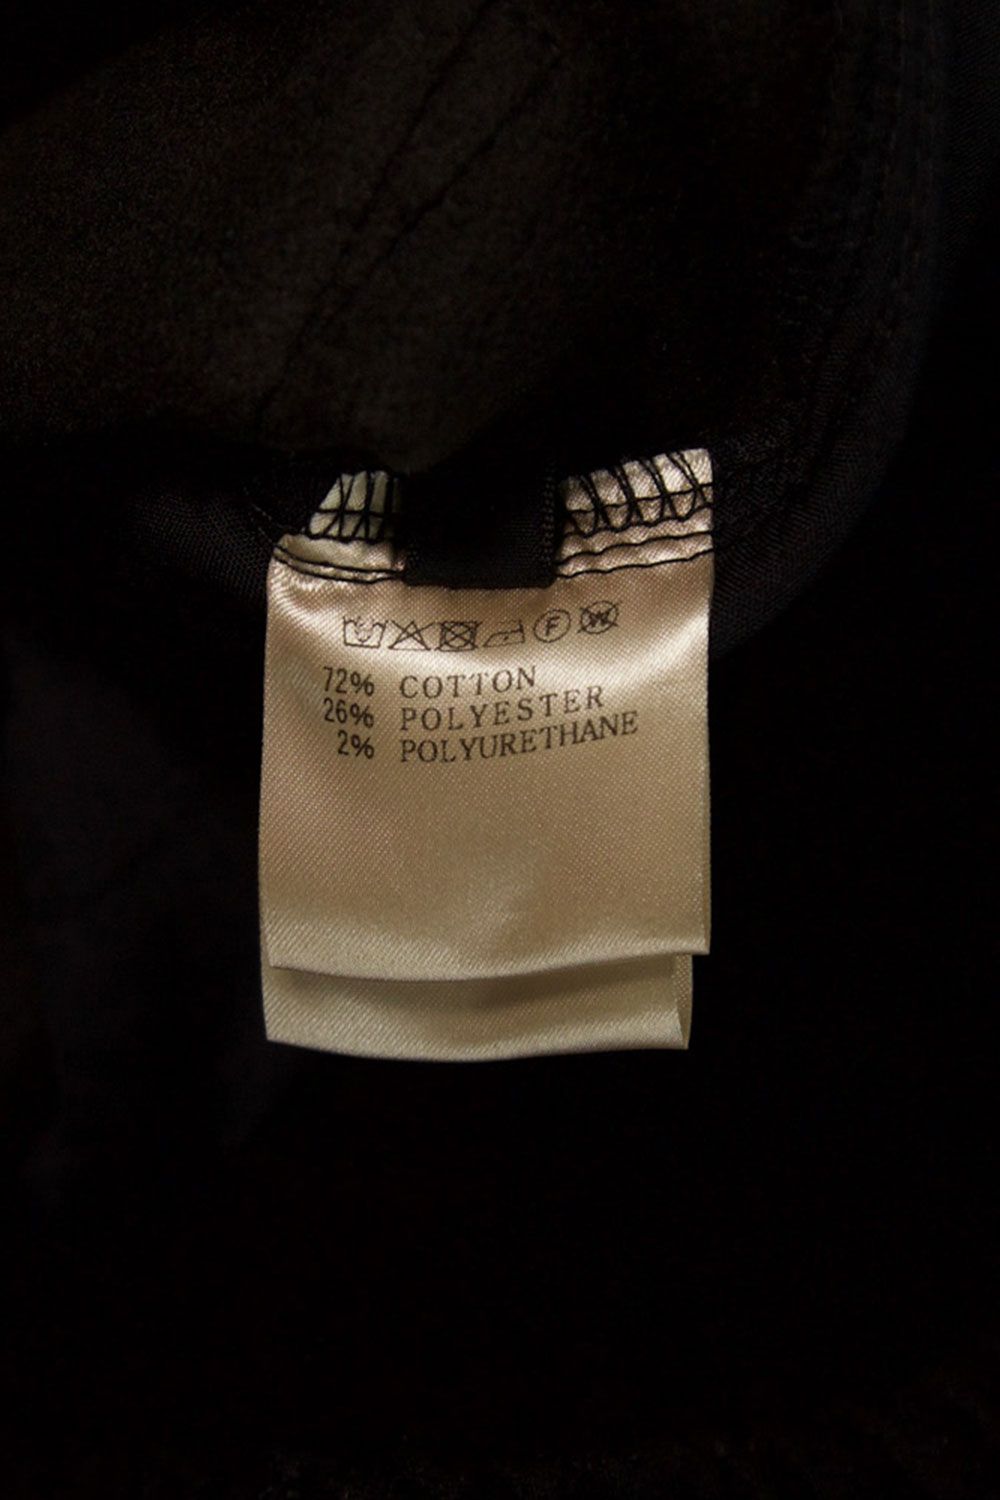 F W
72% COTTON
26% POLYESTER
2% POLYURETHANE